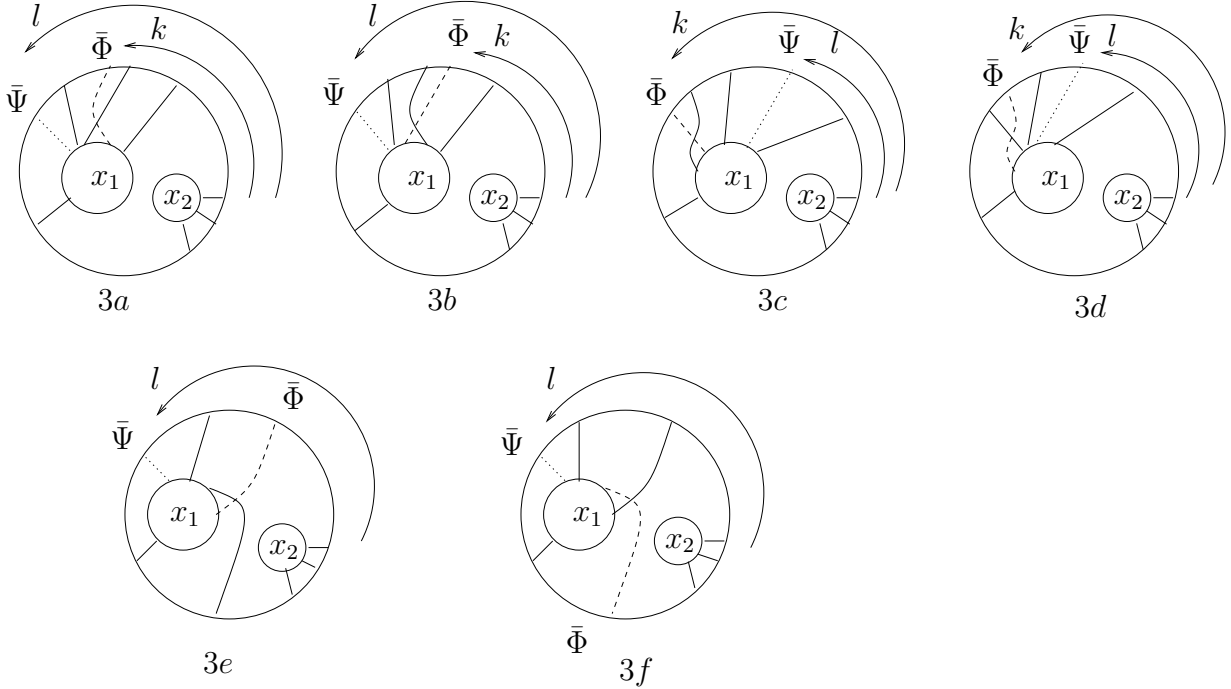 l k Φ̄ Ψ̄ x₁ x₂
3a
l k Φ̄ Ψ̄ x₁ x₂
3b
k Ψ̄ l Φ̄ x₁ x₂
3c
k Ψ̄ l Φ̄ x₁ x₂
3d
l Φ̄ Ψ̄ x₁ x₂
3e
l Ψ̄ x₁ x₂ Φ̄
3f